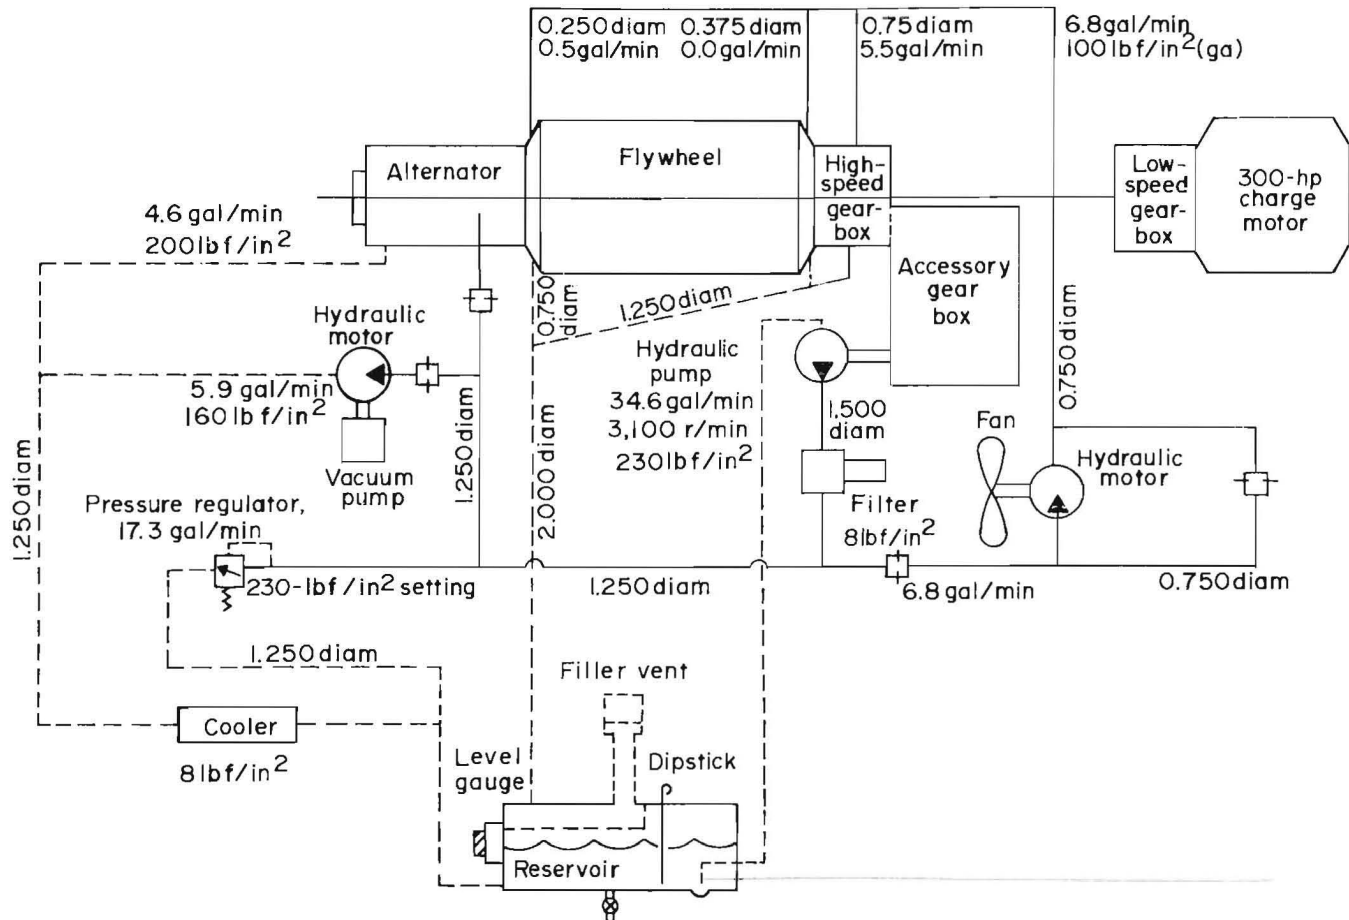 0.250 diam
0.5 gal/min
0.375 diam
0.0 gal/min
0.75 diam
5.5 gal/min
6.8 gal/min
100 lbf/in² (ga)
Alternator
Flywheel
High-
speed
gear-
box
Low-
speed
gear-
box
300-hp
charge
motor
4.6 gal/min
200 lbf/in²
Accessory
gear
box
0.750
diam
1.250 diam
Hydraulic
motor
5.9 gal/min
160 lbf/in²
Vacuum
pump
1.250 diam
2.000 diam
Hydraulic
pump
34.6 gal/min
3,100 r/min
230 lbf/in²
1.500
diam
0.750 diam
Fan
Hydraulic
motor
1.250 diam
Pressure regulator,
17.3 gal/min
Filter
8 lbf/in²
230-lbf/in² setting
1.250 diam
6.8 gal/min
0.750 diam
1.250 diam
Filler vent
Cooler
8 lbf/in²
Level
gauge
Dipstick
Reservoir